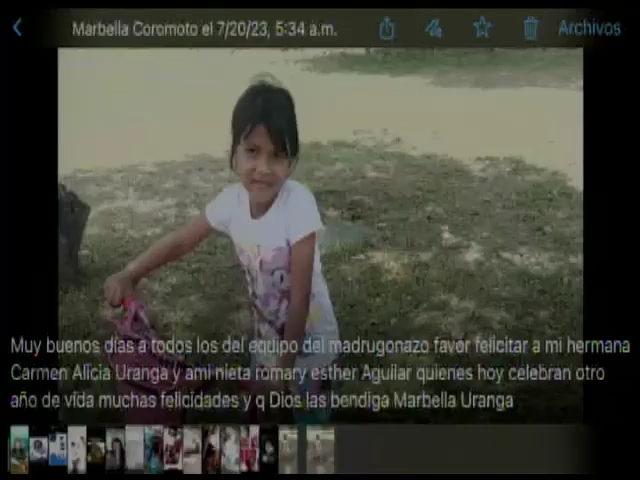 Marbella Coromoto el 7/20/23, 5:34 a.m.
Archivos
Muy buenos días a todos los del equipo del madrugonazo favor felicitar a mi hermana
Carmen Alicia Uranga y ami nieta romary esther Aguilar quienes hoy celebran otro
año de vida muchas felicidades y q Dios las bendiga Marbella Uranga